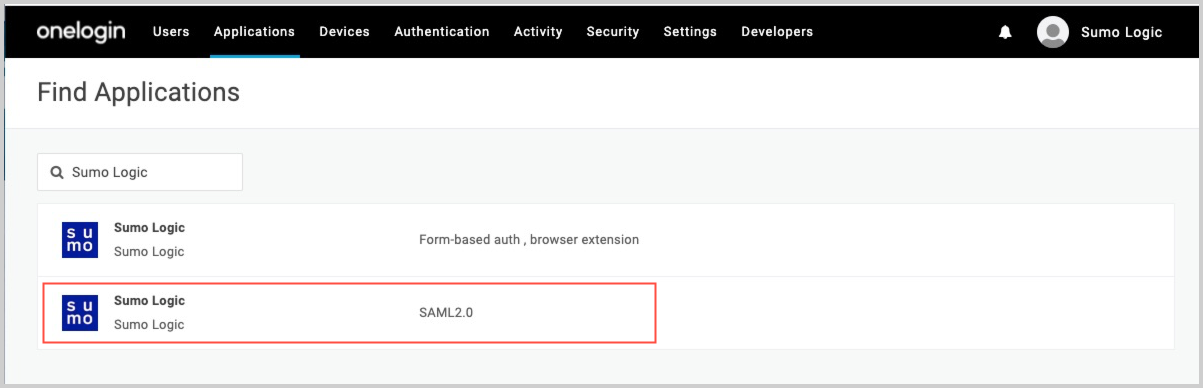 onelogin Users Applications Devices Authentication Activity Security Settings Developers Sumo Logic
Find Applications
Sumo Logic
su
mo
Sumo Logic
Sumo Logic
Form-based auth , browser extension
su
mo
Sumo Logic
Sumo Logic
SAML2.0